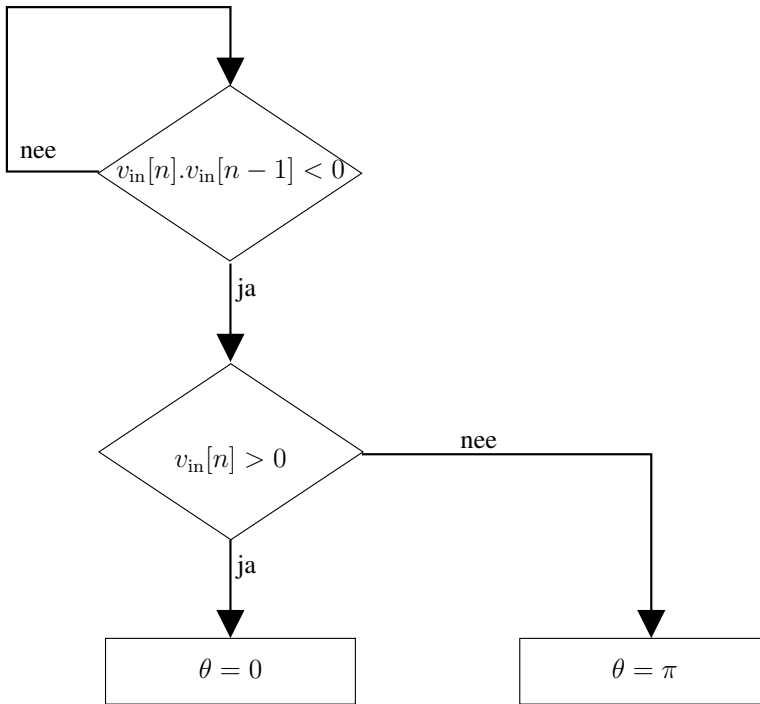 nee
v_in[n].v_in[n − 1] < 0
ja
nee
v_in[n] > 0
ja
θ = 0
θ = π